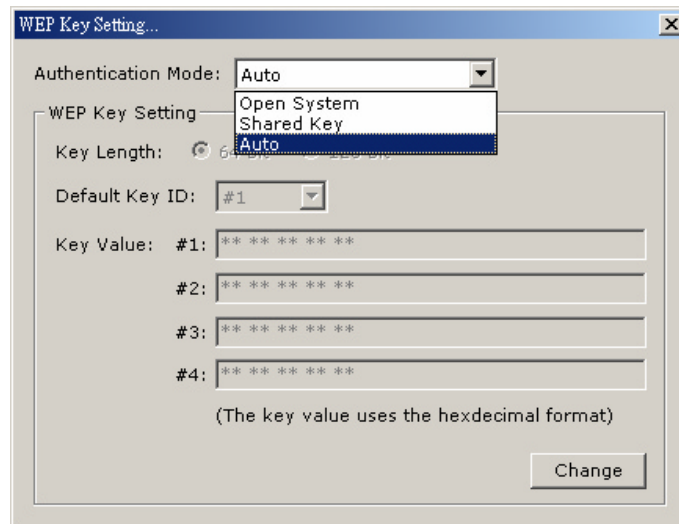 WEP Key Setting...
Authentication Mode: Auto
Open System
Shared Key
Auto
WEP Key Setting
Key Length:
Default Key ID: #1
Key Value: #1: ** ** ** ** **
#2: ** ** ** ** **
#3: ** ** ** ** **
#4: ** ** ** ** **
(The key value uses the hexdecimal format)
Change